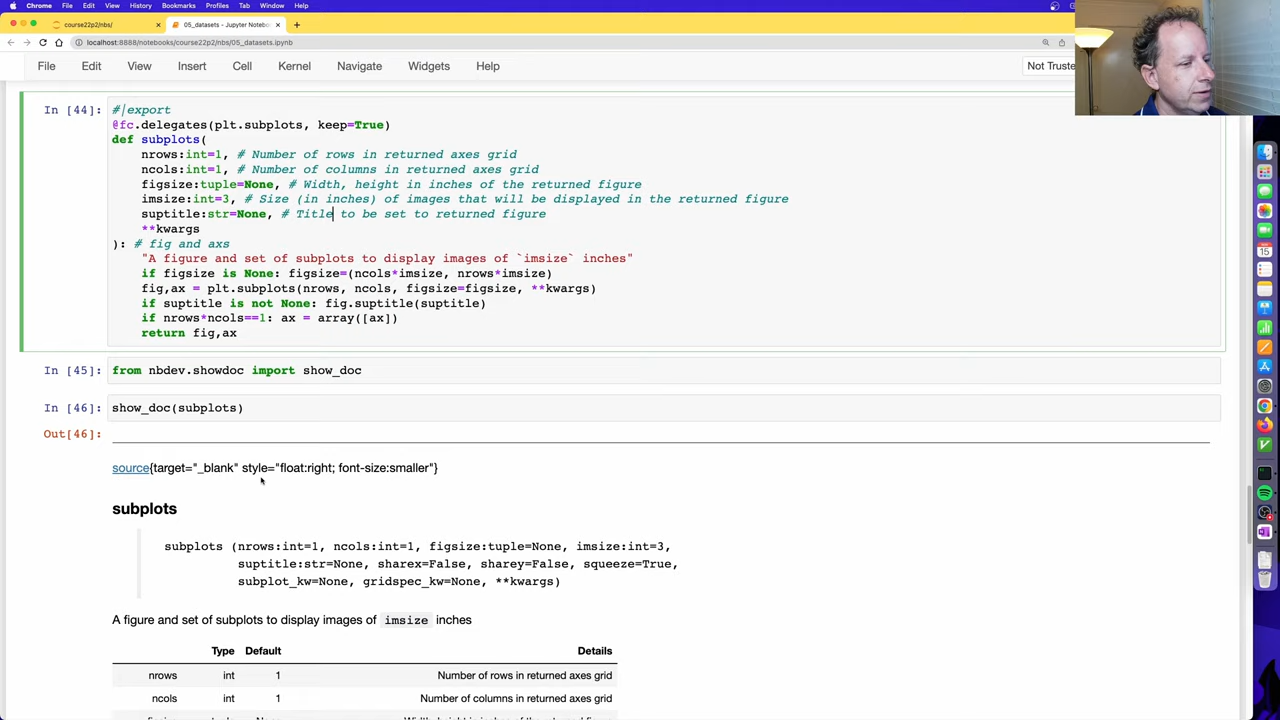 Chrome File Edit View History Bookmarks Profiles Tab Window Help
course22p2/nbs/
05_datasets - Jupyter Notebo
localhost:8888/notebooks/course22p2/nbs/05_datasets.ipynb
File Edit View Insert Cell Kernel Navigate Widgets Help
Not Truste
In [44]:
#|export
@fc.delegates(plt.subplots, keep=True)
def subplots(
nrows:int=1, # Number of rows in returned axes grid
ncols:int=1, # Number of columns in returned axes grid
figsize:tuple=None, # Width, height in inches of the returned figure
imsize:int=3, # Size (in inches) of images that will be displayed in the returned figure
suptitle:str=None, # Title to be set to returned figure
**kwargs
): # fig and axs
"A figure and set of subplots to display images of `imsize` inches"
if figsize is None: figsize=(ncols*imsize, nrows*imsize)
fig,ax = plt.subplots(nrows, ncols, figsize=figsize, **kwargs)
if suptitle is not None: fig.suptitle(suptitle)
if nrows*ncols==1: ax = array([ax])
return fig,ax
In [45]: from nbdev.showdoc import show_doc
In [46]: show_doc(subplots)
Out[46]:
source{target="_blank" style="float:right; font-size:smaller"}
subplots
subplots (nrows:int=1, ncols:int=1, figsize:tuple=None, imsize:int=3,
suptitle:str=None, sharex=False, sharey=False, squeeze=True,
subplot_kw=None, gridspec_kw=None, **kwargs)
A figure and set of subplots to display images of imsize inches
Type Default Details
nrows int 1 Number of rows in returned axes grid
ncols int 1 Number of columns in returned axes grid